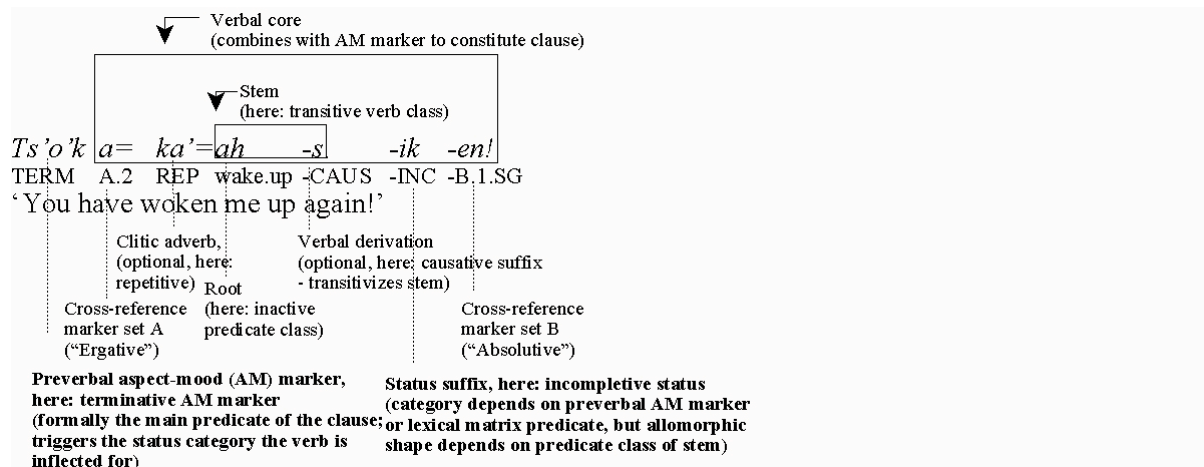 Verbal core
(combines with AM marker to constitute clause)
Stem
(here: transitive verb class)
Ts’o’k a= ka’=ah -s -ik -en!
TERM A.2 REP wake.up -CAUS -INC -B.1.SG
‘You have woken me up again!’
Clitic adverb,
(optional, here:
repetitive)
Verbal derivation
(optional, here: causative suffix
- transitivizes stem)
Root
(here: inactive
predicate class)
Cross-reference
marker set A
(“Ergative”)
Cross-reference
marker set B
(“Absolutive”)
Preverbal aspect-mood (AM) marker,
here: terminative AM marker
(formally the main predicate of the clause;
triggers the status category the verb is
inflected for)
Status suffix, here: incompletive status
(category depends on preverbal AM marker
or lexical matrix predicate, but allomorphic
shape depends on predicate class of stem)